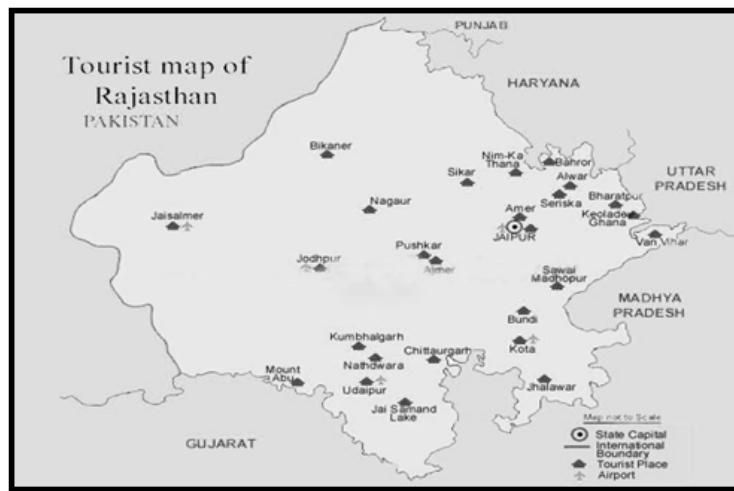 PUNJAB
Tourist map of
Rajasthan
PAKISTAN
HARYANA
Bikaner
Nim-Ka
Thana
Bahror
Sikar
Alwar
UTTAR
PRADESH
Seriska
Bharatpur
Nagaur
Keoladeo
Ghana
Jaisalmer
Amer
JAIPUR
Van Vihar
Pushkar
Ajmer
Jodhpur
Sawai
Madhopur
MADHYA
PRADESH
Bundi
Kumbhalgarh
Chittaurgarh
Kota
Nathdwara
Mount
Abu
Udaipur
Jhalawar
Jai Samand
Lake
GUJARAT
Map not to Scale
State Capital
International
Boundary
Tourist Place
Airport